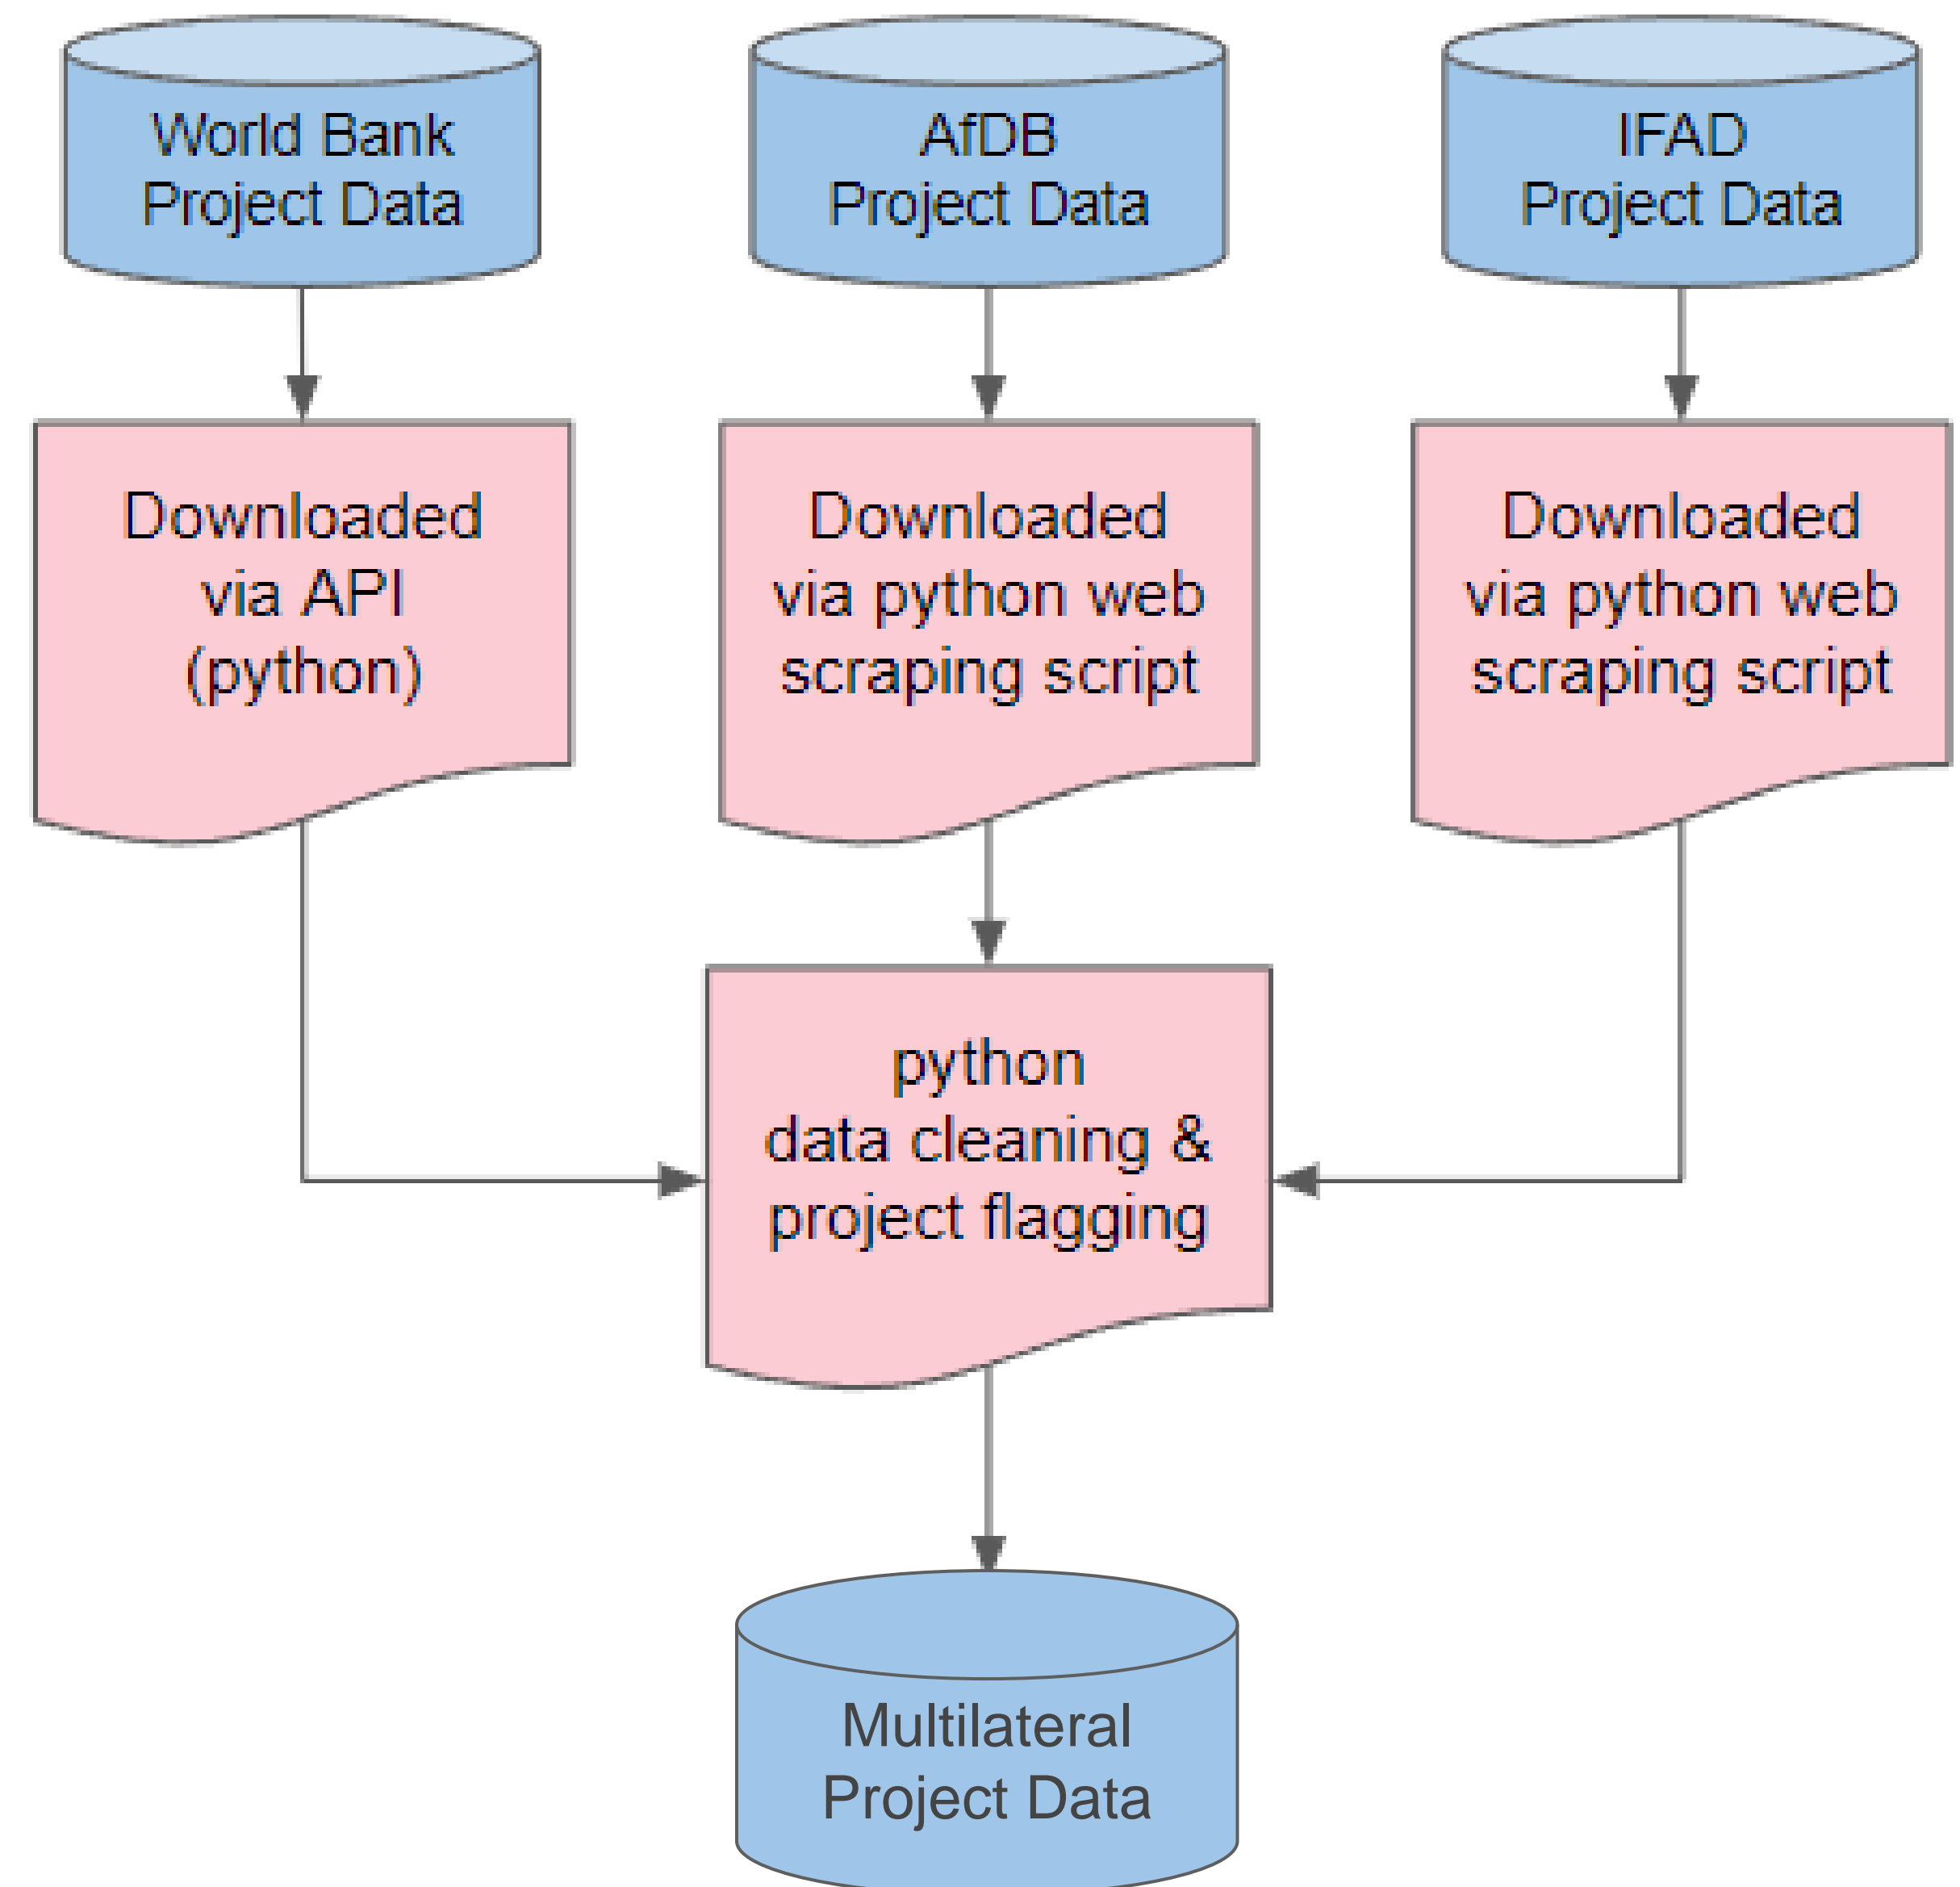 World Bank
Project Data
AfDB
Project Data
IFAD
Project Data
Downloaded
via API
(python)
Downloaded
via python web
scraping script
Downloaded
via python web
scraping script
python
data cleaning &
project flagging
Multilateral
Project Data